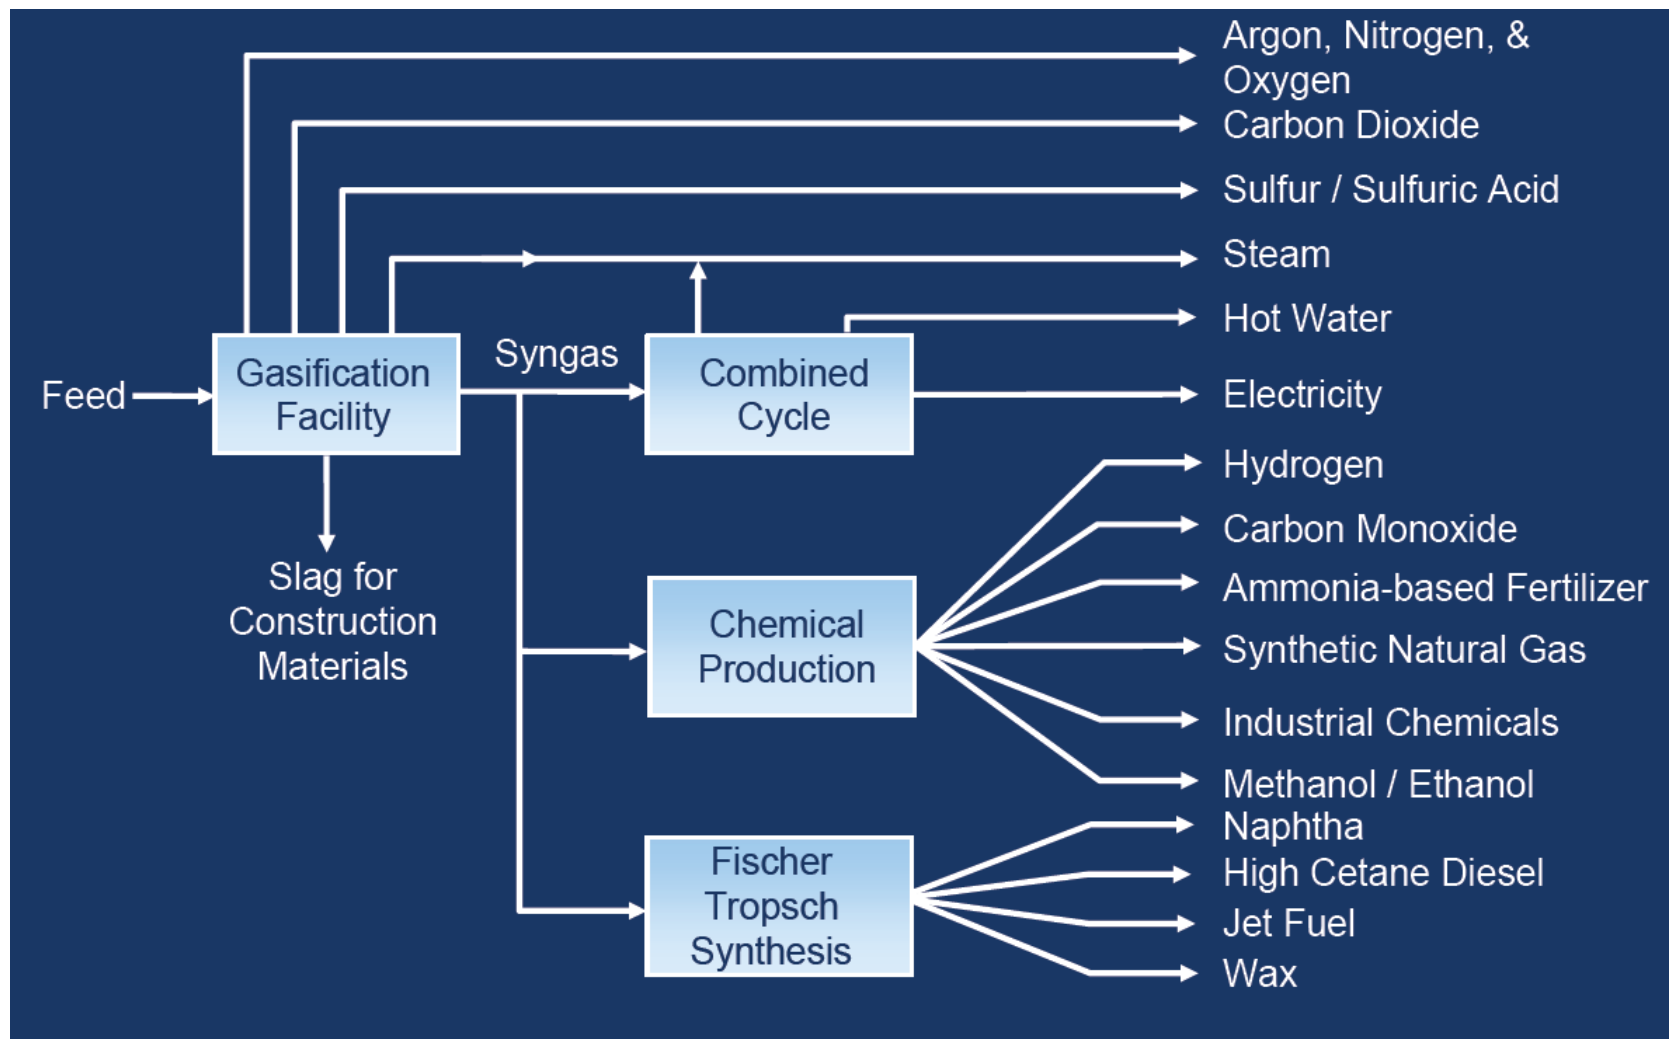 Argon, Nitrogen, &
Oxygen
Carbon Dioxide
Sulfur / Sulfuric Acid
Steam
Hot Water
Syngas
Gasification
Facility
Combined
Cycle
Feed
Electricity
Hydrogen
Carbon Monoxide
Ammonia-based Fertilizer
Synthetic Natural Gas
Industrial Chemicals
Methanol / Ethanol
Slag for
Construction
Materials
Chemical
Production
Naphtha
High Cetane Diesel
Jet Fuel
Wax
Fischer
Tropsch
Synthesis